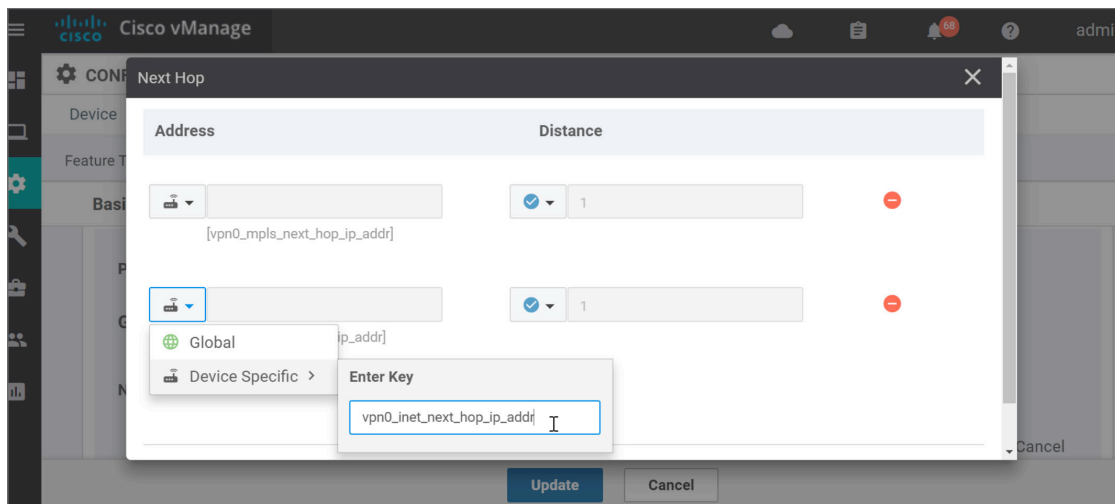 cisco Cisco vManage 68 admi
CONF
Next Hop
Device
Address Distance
Feature T
Basi
1
[vpn0_mpls_next_hop_ip_addr]
P
1
G
Global
ip_addr]
Device Specific
Enter Key
N
vpn0_inet_next_hop_ip_addr
Cancel
Update Cancel